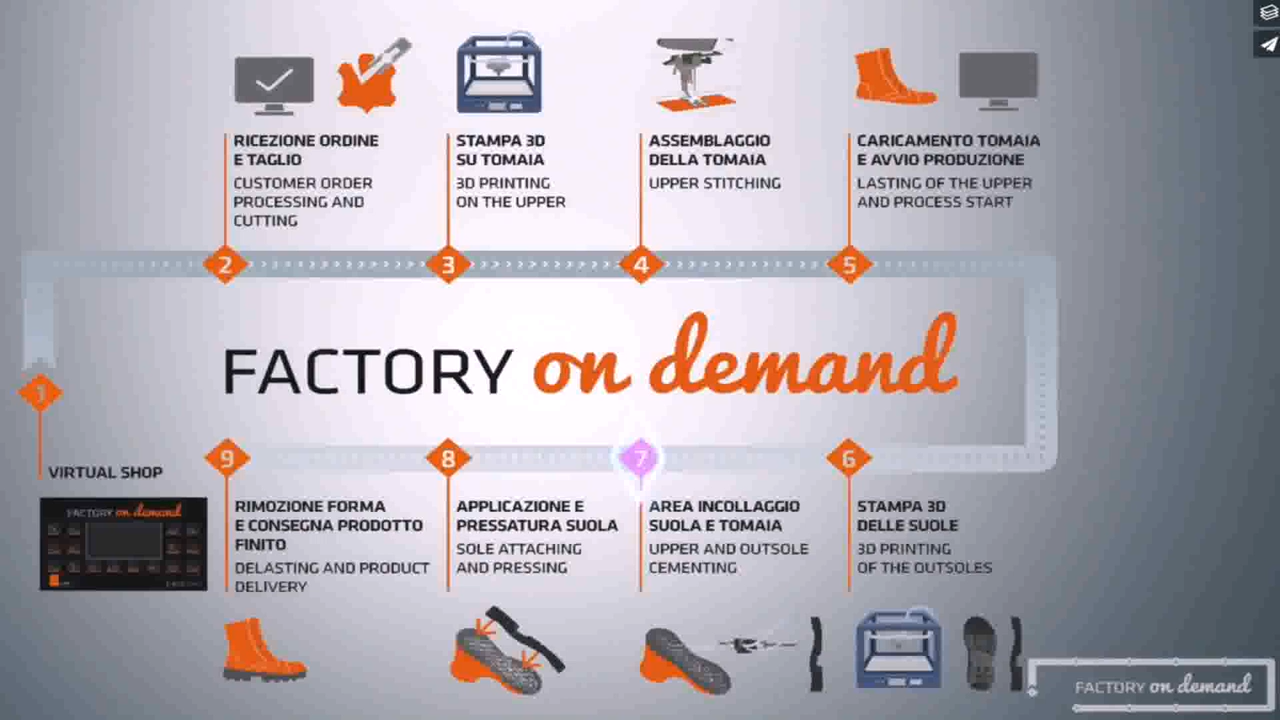 RICEZIONE ORDINE
E TAGLIO
CUSTOMER ORDER
PROCESSING AND
CUTTING
2
STAMPA 3D
SU TOMAIA
3D PRINTING
ON THE UPPER
3
ASSEMBLAGGIO
DELLA TOMAIA
UPPER STITCHING
4
CARICAMENTO TOMAIA
E AVVIO PRODUZIONE
LASTING OF THE UPPER
AND PROCESS START
5
FACTORY on demand
1
VIRTUAL SHOP
FACTORY on demand
9
RIMOZIONE FORMA
E CONSEGNA PRODOTTO
FINITO
DELASTING AND PRODUCT
DELIVERY
8
APPLICAZIONE E
PRESSATURA SUOLA
SOLE ATTACHING
AND PRESSING
7
AREA INCOLLAGGIO
SUOLA E TOMAIA
UPPER AND OUTSOLE
CEMENTING
6
STAMPA 3D
DELLE SUOLE
3D PRINTING
OF THE OUTSOLES
FACTORY on demand